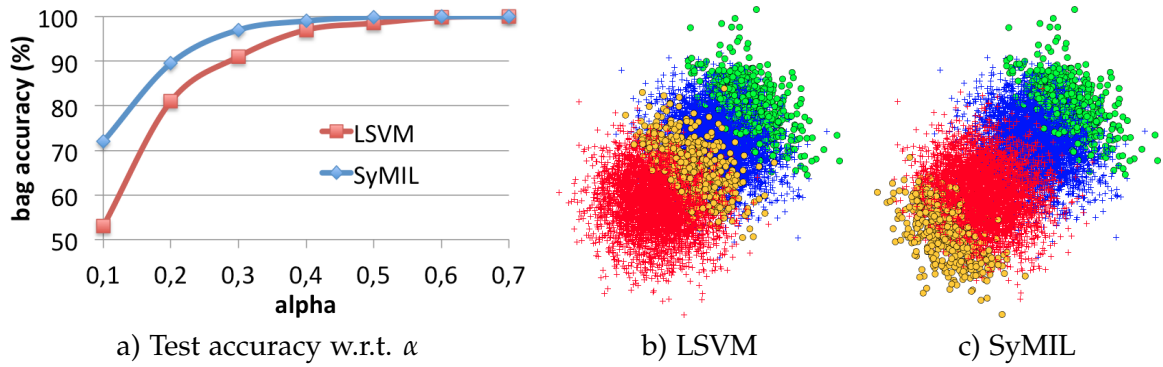 100
90
80
70
60
50
bag accuracy (%)
LSVM
SyMIL
0,1 0,2 0,3 0,4 0,5 0,6 0,7
alpha
a) Test accuracy w.r.t. α
b) LSVM
c) SyMIL